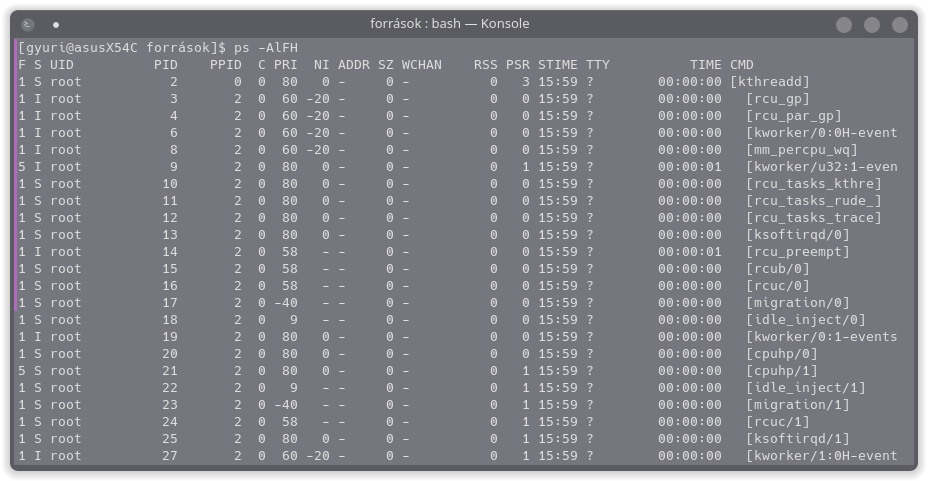 források : bash — Konsole
[gyuri@asusX54C források]$ ps -AlFH
F S UID         PID    PPID  C PRI  NI ADDR SZ WCHAN    RSS PSR STIME TTY          TIME CMD
1 S root           2       0  0  80   0 -     0 -          0   3 15:59 ?        00:00:00 [kthreadd]
1 I root           3       2  0  60 -20 -     0 -          0   0 15:59 ?        00:00:00   [rcu_gp]
1 I root           4       2  0  60 -20 -     0 -          0   0 15:59 ?        00:00:00   [rcu_par_gp]
1 I root           6       2  0  60 -20 -     0 -          0   0 15:59 ?        00:00:00   [kworker/0:0H-event
1 I root           8       2  0  60 -20 -     0 -          0   0 15:59 ?        00:00:00   [mm_percpu_wq]
5 I root           9       2  0  80   0 -     0 -          0   1 15:59 ?        00:00:01   [kworker/u32:1-even
1 S root          10       2  0  80   0 -     0 -          0   0 15:59 ?        00:00:00   [rcu_tasks_kthre]
1 S root          11       2  0  80   0 -     0 -          0   0 15:59 ?        00:00:00   [rcu_tasks_rude_]
1 S root          12       2  0  80   0 -     0 -          0   0 15:59 ?        00:00:00   [rcu_tasks_trace]
1 S root          13       2  0  80   0 -     0 -          0   0 15:59 ?        00:00:00   [ksoftirqd/0]
1 I root          14       2  0  58   - -     0 -          0   0 15:59 ?        00:00:01   [rcu_preempt]
1 S root          15       2  0  58   - -     0 -          0   0 15:59 ?        00:00:00   [rcub/0]
1 S root          16       2  0  58   - -     0 -          0   0 15:59 ?        00:00:00   [rcuc/0]
1 S root          17       2  0 -40   - -     0 -          0   0 15:59 ?        00:00:00   [migration/0]
1 S root          18       2  0   9   - -     0 -          0   0 15:59 ?        00:00:00   [idle_inject/0]
1 I root          19       2  0  80   0 -     0 -          0   0 15:59 ?        00:00:00   [kworker/0:1-events
1 S root          20       2  0  80   0 -     0 -          0   0 15:59 ?        00:00:00   [cpuhp/0]
5 S root          21       2  0  80   0 -     0 -          0   1 15:59 ?        00:00:00   [cpuhp/1]
1 S root          22       2  0   9   - -     0 -          0   1 15:59 ?        00:00:00   [idle_inject/1]
1 S root          23       2  0 -40   - -     0 -          0   1 15:59 ?        00:00:00   [migration/1]
1 S root          24       2  0  58   - -     0 -          0   1 15:59 ?        00:00:00   [rcuc/1]
1 S root          25       2  0  80   0 -     0 -          0   1 15:59 ?        00:00:00   [ksoftirqd/1]
1 I root          27       2  0  60 -20 -     0 -          0   1 15:59 ?        00:00:00   [kworker/1:0H-event